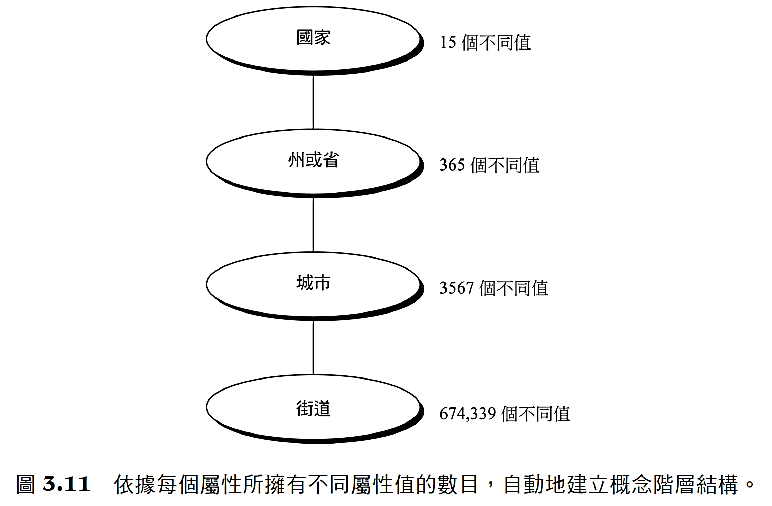 國家
15 個不同值
州或省
365 個不同值
城市
3567 個不同值
街道
674,339 個不同值
圖 3.11 依據每個屬性所擁有不同屬性值的數目，自動地建立概念階層結構。